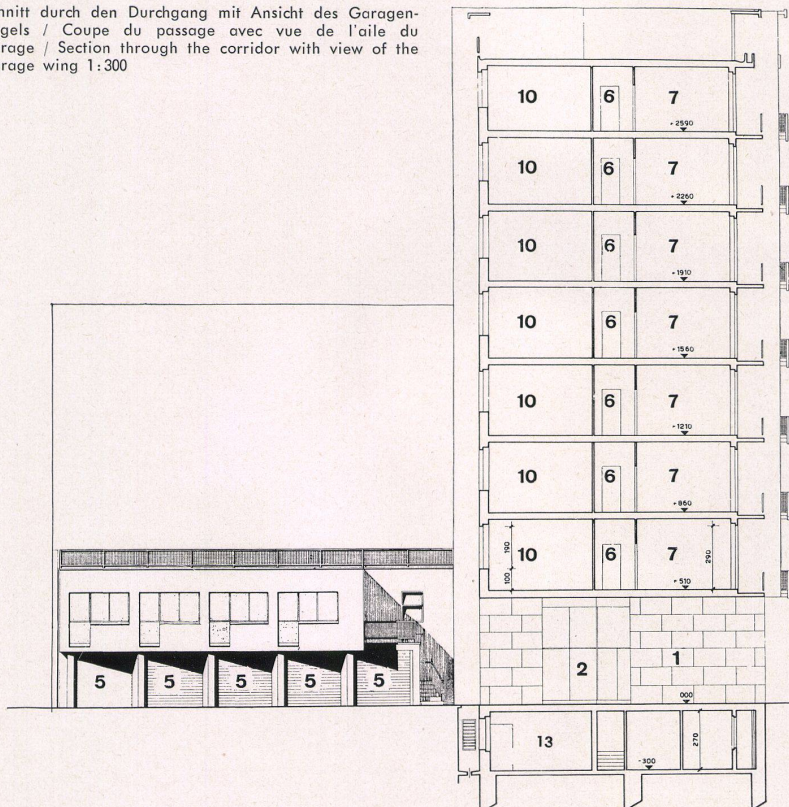 nnitt durch den Durchgang mit Ansicht des Garagen-
gels / Coupe du passage avec vue de l'aile du
rage / Section through the corridor with view of the
rage wing 1:300
10 6 7
+2590
10 6 7
+2260
10 6 7
+1910
10 6 7
+1560
10 6 7
+1210
10 6 7
+860
190 10 6 7 290
100 +510
2 1
5 5 5 5 5
000
13 270
-300